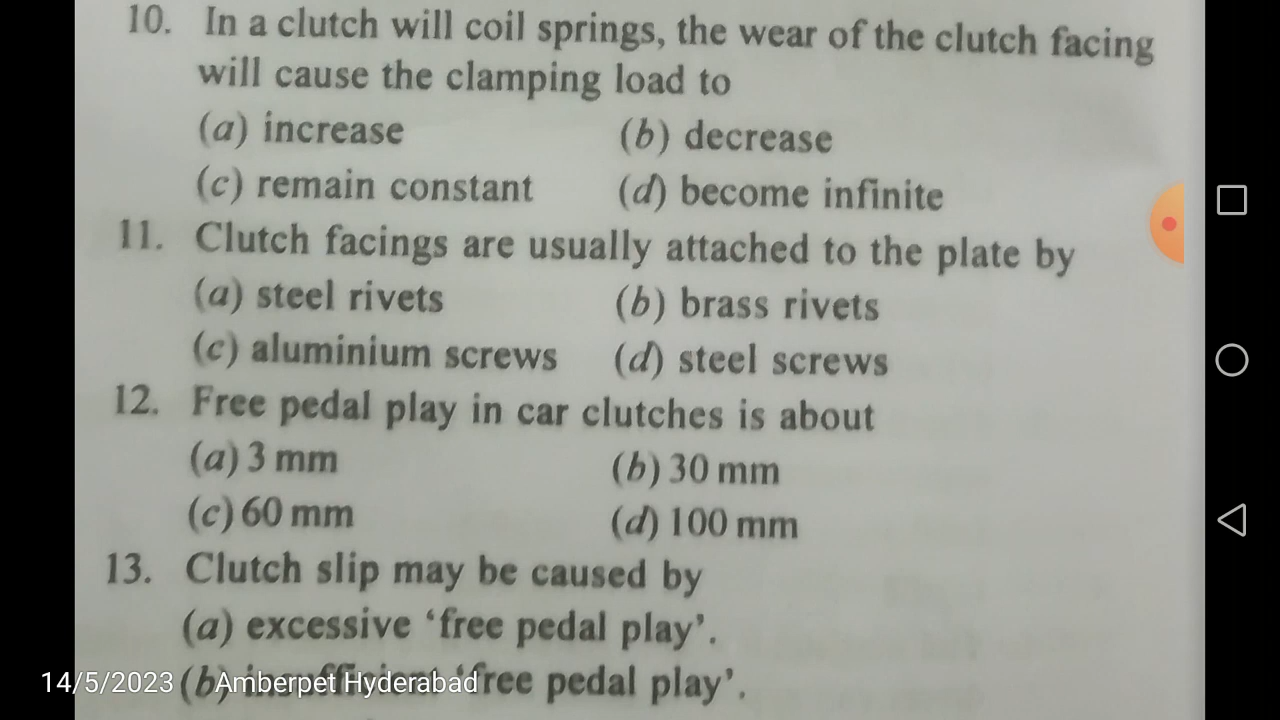 10. In a clutch will coil springs, the wear of the clutch facing
will cause the clamping load to
(a) increase (b) decrease
(c) remain constant (d) become infinite
11. Clutch facings are usually attached to the plate by
(a) steel rivets (b) brass rivets
(c) aluminium screws (d) steel screws
12. Free pedal play in car clutches is about
(a) 3 mm (b) 30 mm
(c) 60 mm (d) 100 mm
13. Clutch slip may be caused by
(a) excessive ‘free pedal play’.
(b) ‘free pedal play’.
14/5/2023 Amberpet Hyderabad